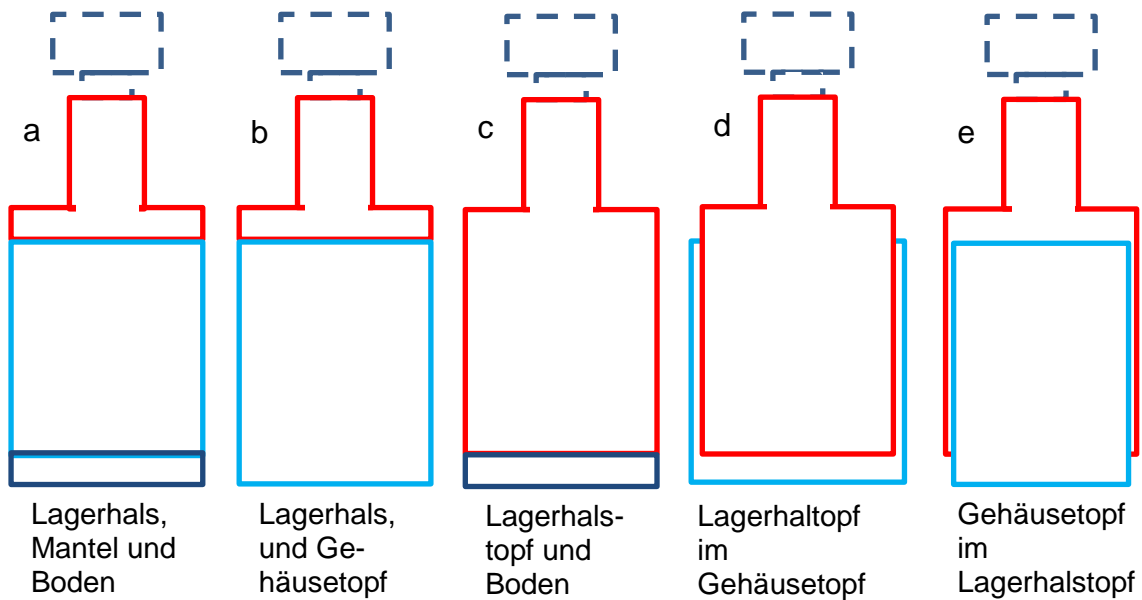 a
b
c
d
e
Lagerhals,
Mantel und
Boden
Lagerhals,
und Ge-
häusetopf
Lagerhals-
topf und
Boden
Lagerhaltopf
im
Gehäusetopf
Gehäusetopf
im
Lagerhalstopf